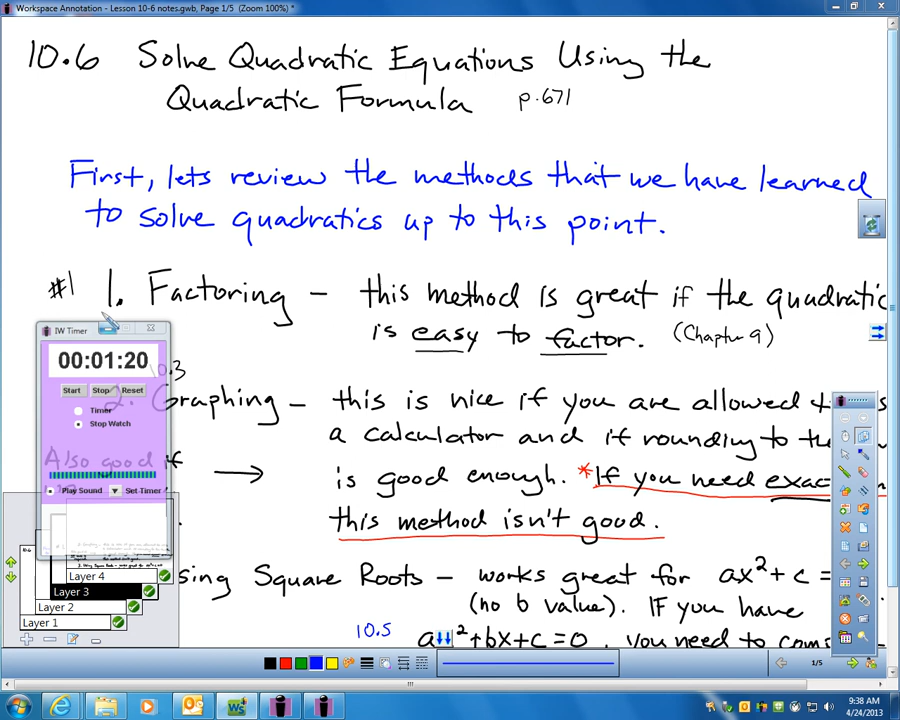 Workspace Annotation - Lesson 10-6 notes.gwb, Page 1/5 (Zoom 100%) *
10.6 Solve Quadratic Equations Using the
Quadratic Formula p.671
First, lets review the methods that we have learned
to solve quadratics up to this point.
#1 1. Factoring - this method is great if the quadratic
is easy to factor. (Chapter 9)
IW Timer
00:01:20
Start Stop Reset
Timer
Stop Watch
Play Sound Set-Timer
2. Graphing - this is nice if you are allowed
a calculator and if rounding to the
Also good if → is good enough. *If you need exac
this method isn't good.
sing Square Roots - works great for ax²+c =
(no b value). If you have
10.5 a ²+bx+c=0, you need to
Layer 4
Layer 3
Layer 2
Layer 1
1/5
9:38 AM
4/24/2013